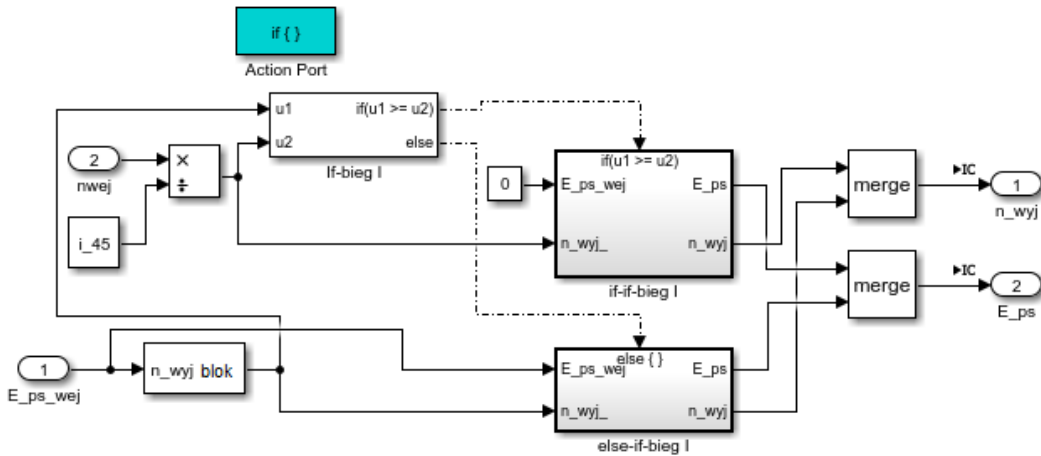 if { }
Action Port
u1
if(u1 >= u2)
u2
else
If-bieg I
2
nwej
×
÷
i_45
0
if(u1 >= u2)
E_ps_wej
E_ps
n_wyj_
n_wyj
if-if-bieg I
merge
IC
1
n_wyj
merge
IC
2
E_ps
1
E_ps_wej
n_wyj blok
else { }
E_ps_wej
E_ps
n_wyj_
n_wyj
else-if-bieg I